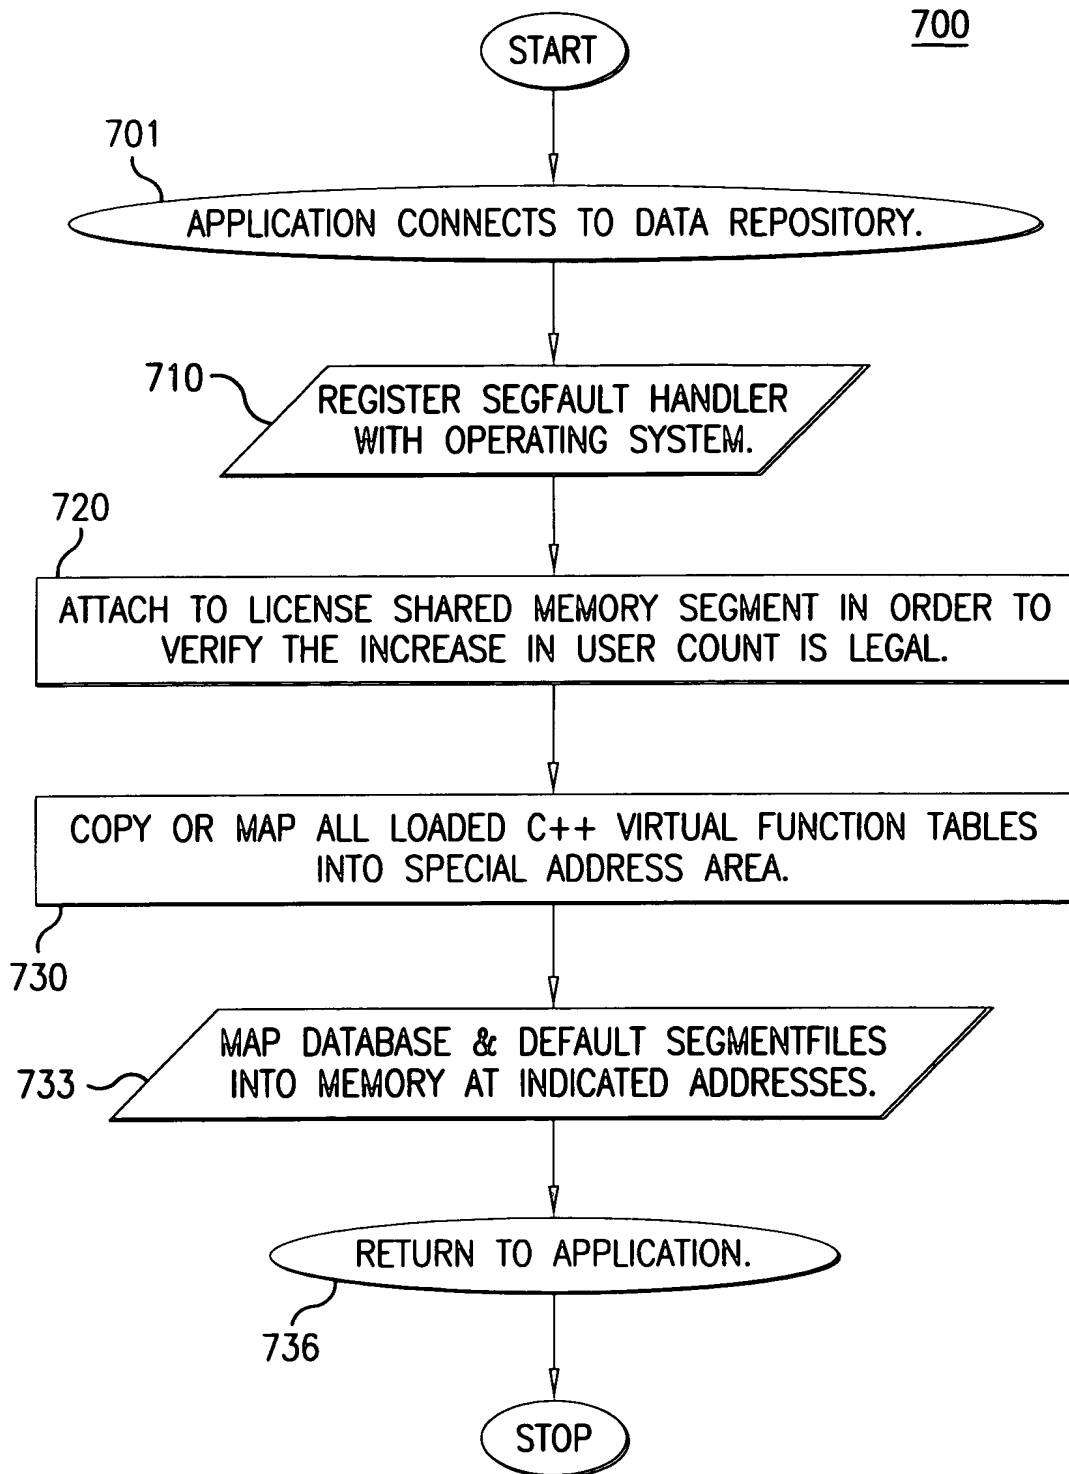 700
START
701
APPLICATION CONNECTS TO DATA REPOSITORY.
710
REGISTER SEGFAULT HANDLER
WITH OPERATING SYSTEM.
720
ATTACH TO LICENSE SHARED MEMORY SEGMENT IN ORDER TO
VERIFY THE INCREASE IN USER COUNT IS LEGAL.
COPY OR MAP ALL LOADED C++ VIRTUAL FUNCTION TABLES
INTO SPECIAL ADDRESS AREA.
730
MAP DATABASE & DEFAULT SEGMENTFILES
INTO MEMORY AT INDICATED ADDRESSES.
733
RETURN TO APPLICATION.
736
STOP